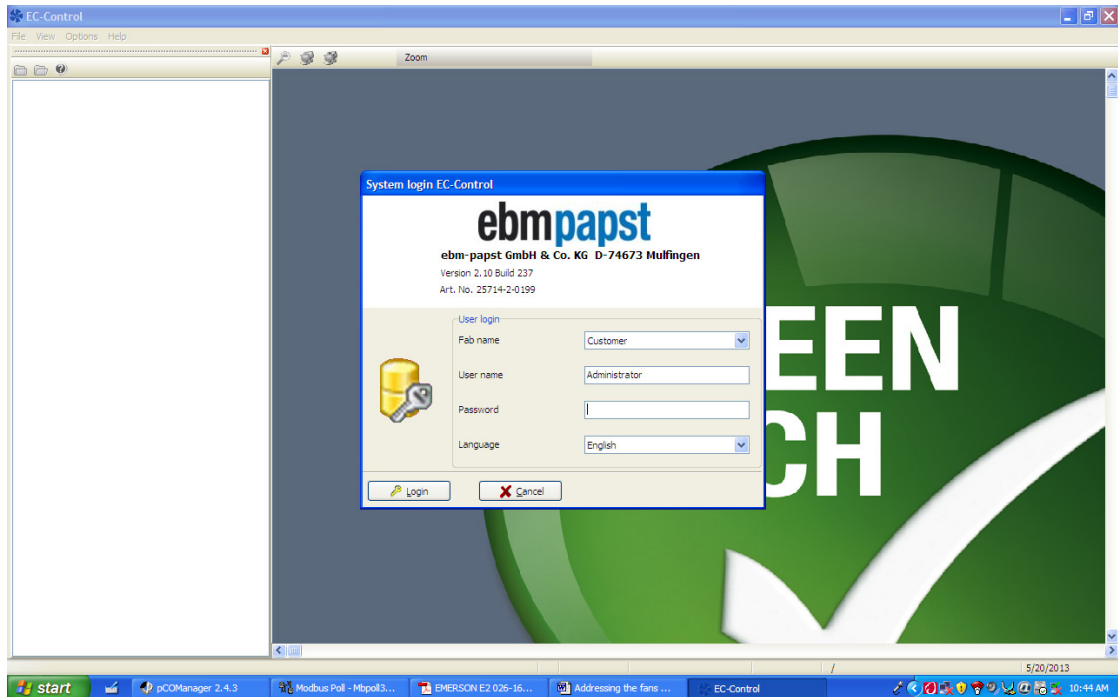 EC-Control
File View Options Help
Zoom
System login EC-Control
ebmpapst
ebm-papst GmbH & Co. KG D-74673 Mulfingen
Version 2.10 Build 237
Art. No. 25714-2-0199
User login
Fab name Customer
User name Administrator
Password
Language English
Login Cancel
EEN
CH
/ 5/20/2013
start pCOManager 2.4.3 Modbus Poll - Mbpoll3... EMERSON E2 026-16... Addressing the fans ... EC-Control 10:44 AM